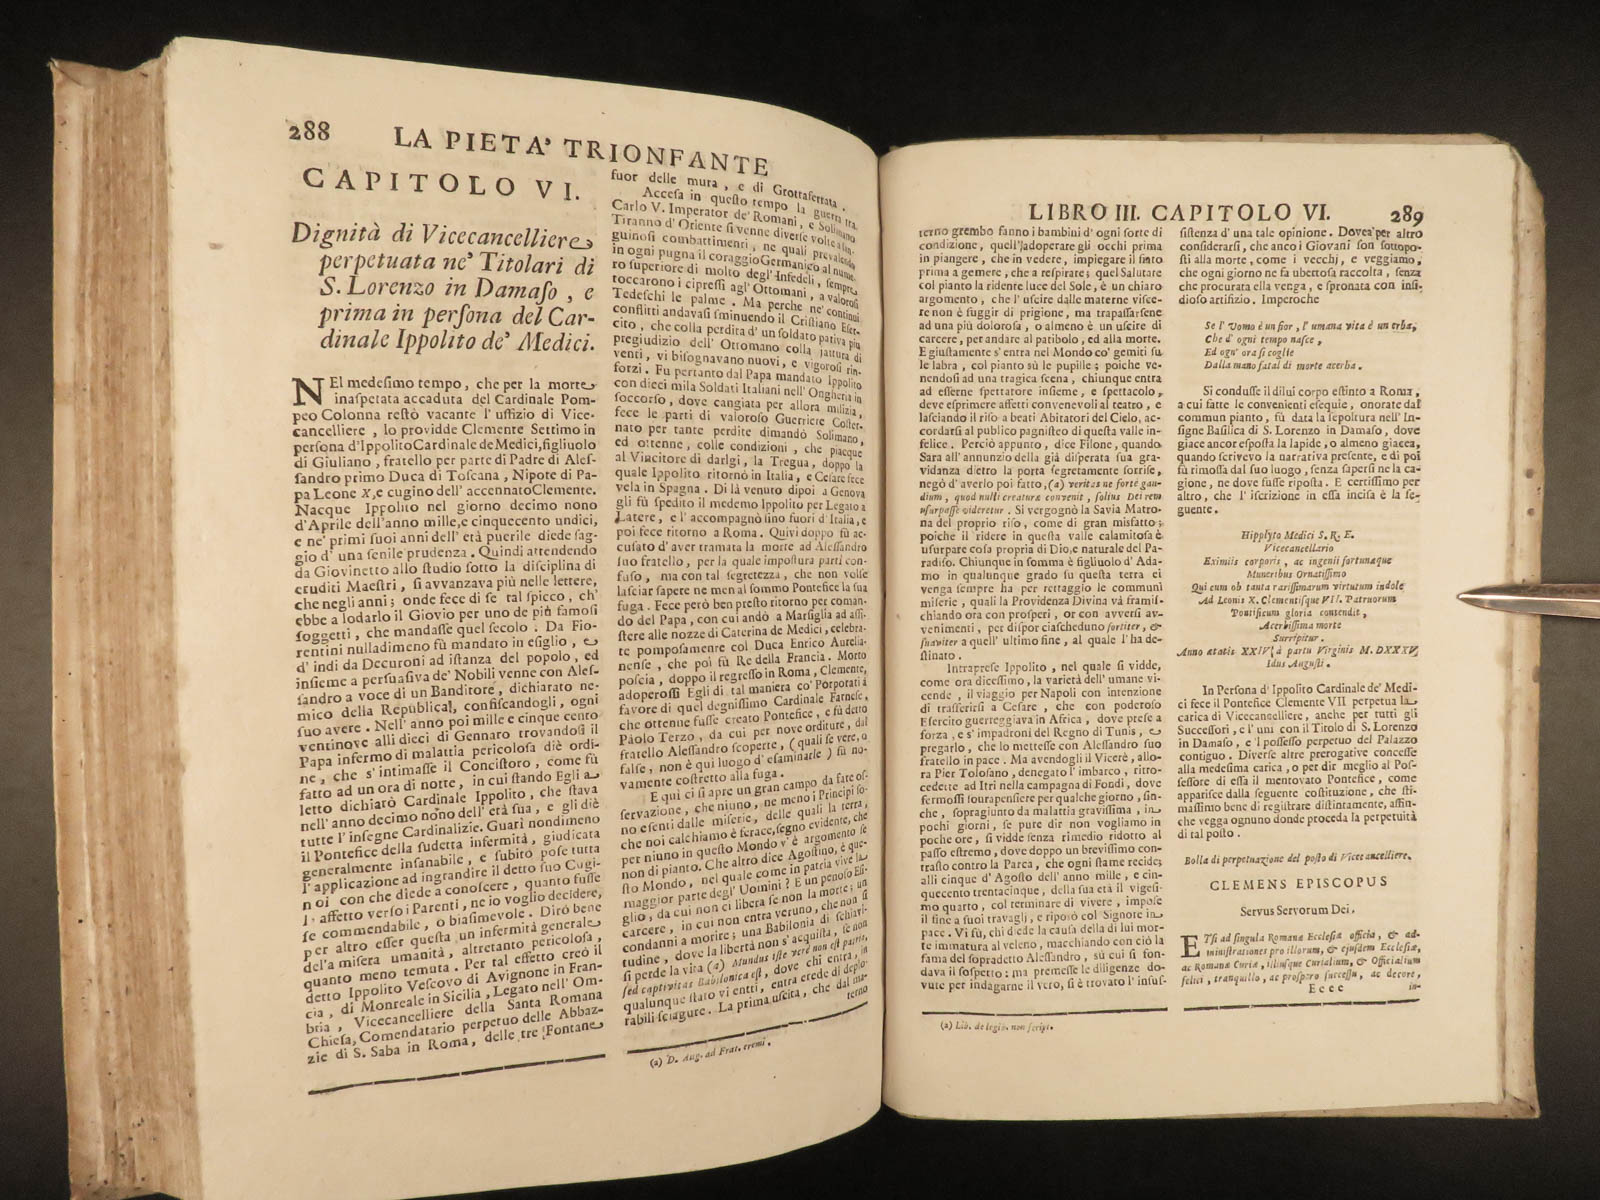 288
LA PIETA' TRIONFANTE
CAPITOLO VI.
Dignità di Vicecancelliere
perpetuata ne' Titolari di
S. Lorenzo in Damaſo, e
prima in perſona del Car-
dinale Ippolito de' Medici.
NEl medeſimo tempo, che per la morte
inaſpetata accaduta del Cardinale Pom-
peo Colonna reſtò vacante l' uffizio di Vice-
cancelliere, lo providde Clemente Settimo in
perſona d'Ippolito Cardinale de Medici, figliuolo
di Giuliano, fratello per parte di Padre di Aleſ-
ſandro primo Duca di Toſcana, Nipote di Pa-
pa Leone X, e cugino dell' accennato Clemente.
Nacque Ippolito nel giorno decimo nono
d'Aprile dell'anno mille, e cinquecento undici,
e ne' primi ſuoi anni dell' età puerile diede ſag-
gio d' una ſenile prudenza. Quindi attendendo
da Giovinetto allo ſtudio ſotto la diſciplina di
eruditi Maeſtri, ſi avvanzava più nelle lettere,
che negli anni; onde fece di ſe tal ſpicco, ch'
ebbe a lodarlo il Giovio per uno de più famoſi
ſoggetti, che mandaſſe quel ſecolo. Da Fio-
rentini nulladimeno fù mandato in eſiglio, e
d' indi da Decuroni ad iſtanza del popolo, ed
inſieme a perſuaſiva de' Nobili venne con Aleſ-
ſandro a voce di un Banditore, dichiarato ne-
mico della Republica, confiſcandogli, ogni
ſuo avere. Nell' anno poi mille e cinque cento
ventinove alli dieci di Gennaro trovandoſi il
Papa infermo di malattia pericoloſa diè ordi-
ne, che s' intimaſſe il Conciſtoro, come fù
fatto ad un ora di notte, in cui ſtando Egli a
letto dichiarò Cardinale Ippolito, che ſtava
nell' anno decimo nono dell' età ſua, e gli diè
tutte l' inſegne Cardinalizie. Guarì nondimeno
il Pontefice della ſudetta infermità, giudicata
generalmente inſanabile, e ſubito poſe tutta
l' applicazione ad ingrandire il detto ſuo Cugi-
no; con che diede a conoſcere, quanto fuſſe
l' affetto verſo i Parenti, ne io voglio decidere,
ſe commendabile, o biaſimevole. Dirò bene
per altro eſſer queſta un infermità generale
dell'a miſera umanità, altretanto pericoloſa,
quanto meno temuta. Per tal effetto creò il
detto Ippolito Veſcovo di Avignone in Fran-
cia, di Monreale in Sicilia, Legato nell' Om-
bria, Vicecancelliere della Santa Romana
Chieſa, Comendatario perpetuo delle Abbaz-
zie di S. Saba in Roma, delle tre Fontane
fuor delle mura, e di Grottaferrata.
Acceſa in queſto tempo la guerra tra
Carlo V. Imperator de' Romani, e Solimano
Tiranno d' Oriente ſi venne diverſe volte a ſan-
guinoſi combattimenti, ne quali prevalendo
in ogni pugna il coraggio Germanico al nume-
ro ſuperiore di molto degl' Infedeli, ſempre
toccarono i cipreſſi agl' Ottomani, a valoroſi
Tedeſchi le palme. Ma perche ne' continui
conflitti andavaſi ſminuendo il Criſtiano Eſer-
cito, che colla perdita d' un ſoldato pativa più
pregiudizio dell' Ottomano colla jattura di
venti, vi biſognavano nuovi, e vigoroſi rin-
forzi. Fu pertanto dal Papa mandato Ippolito
con dieci mila Soldati Italiani nell' Ongheria in
ſoccorſo, dove cangiata per allora milizia,
fece le parti di valoroſo Guerriere Coſter-
nato per tante perdite dimandò Solimano,
ed ottenne, colle condizioni, che piacque
al Vincitore di dargli, la Tregua, doppo la
quale Ippolito ritornò in Italia, e Ceſare fece
vela in Spagna. Di là venuto dipoi a Genova
gli fù ſpedito il medemo Ippolito per Legato a
Latere, e l' accompagnò ſino fuori d' Italia, e
poi fece ritorno a Roma. Quivi doppo fù ac-
cuſato d' aver tramata la morte ad Aleſſandro
ſuo fratello, per la quale impoſtura partì con-
fuſo, ma con tal ſegretezza, che non volſe
laſciar ſapere ne men al ſommo Pontefice la ſua
fuga. Fece però ben preſto ritorno per coman-
do del Papa, con cui andò a Marſiglia ad aſſi-
ſtere alle nozze di Caterina de Medici, celebra-
te pompoſamente col Duca Enrico Aurelia-
nenſe, che poi fù Re della Francia. Morto
poſcia, doppo il regreſſo in Roma, Clemente,
adoperoſſi Egli di tal maniera co' Porporati à
favore di quel degniſſimo Cardinale Farneſe,
che ottenne fuſſe creato Pontefice, e fù detto
Paolo Terzo, da cui per nove orditure, dal
fratello Aleſſandro ſcoperte, (quali ſe vere, o
falſe, non è qui luogo d' eſaminarle) fù no-
vamente coſtretto alla fuga.
E qui ci ſi apre un gran campo da fare oſ-
ſervazione, che niuno, ne meno i Principi ſo-
no eſenti dalle miſerie, delle quali la terra,
che noi calchiamo è ferace, ſegno evidente, che
per niuno in queſto Mondo v' è argomento ſe
non di pianto. Che altro dice Agoſtino, è que-
ſto Mondo, nel quale come in patria vive la
maggior parte degl' Uomini? E un penoſo Eſi-
glio, da cui non ci libera ſe non la morte; un
carcere, in cui non entra veruno, che non ſi
condanni a morire; una Babilonia di ſchiavi-
tudine, dove la libertà non s' acquiſta, ſe non
ſi perde la vita (a) Mundus iſte verè non eſt patria,
ſed captivitas Babilonica eſt, dove chi entra, in
qualunque ſtato vi entri, entra erede di deplo-
rabili ſciagure. La prima uſcita, che dal ma-
terno
(a) D. Aug. ad Frat. eremi.
LIBRO III. CAPITOLO VI.
289
terno grembo fanno i bambini d' ogni ſorte di
condizione, quell' adoperare gli occhi prima
in piangere, che in vedere, impiegare il fiato
prima a gemere, che a reſpirare; quel Salutare
col pianto la ridente luce del Sole, è un chiaro
argomento, che l' uſcire dalle materne viſce-
re non è fuggir di prigione, ma trapaſſarſene
ad una più doloroſa, o almeno è un uſcire di
carcere, per andare al patibolo, ed alla morte.
E giuſtamente s' entra nel Mondo co' gemiti ſu
le labra, col pianto sù le pupille; poiche ve-
nendoſi ad una tragica ſcena, chiunque entra
ad eſſerne ſpettatore inſieme, e ſpettacolo,
deve eſprimere affetti convenevoli al teatro, e
laſciando il riſo a beati Abitatori del Cielo, ac-
cordarſi al publico pagniſteo di queſta valle in-
felice. Perciò appunto, dice Filone, quando
Sara all' annunzio della già diſperata ſua gra-
vidanza dietro la porta ſegretamente ſorriſe,
negò d' averlo poi fatto, (a) veritas ne forte gau-
dium, quod nulli creaturæ convenit, ſolius Dei rem
uſurpaſſe videretur. Si vergognò la Savia Matro-
na del proprio riſo, come di gran misfatto;
poiche il ridere in queſta valle calamitoſa è
uſurpare coſa propria di Dio, e naturale del Pa-
radiſo. Chiunque in ſomma è figliuolo d' Ada-
mo in qualunque grado ſu queſta terra ci
venga ſempre ha per rettaggio le communi
miſerie, quali la Providenza Divina và framiſ-
chiando ora con proſperi, or con avverſi av-
venimenti, per diſpor ciaſcheduno fortiter, &
ſuaviter a quell' ultimo fine, al quale l' ha de-
ſtinato.
Intrapreſe Ippolito, nel quale ſi vidde,
come ora diceſſimo, la varietà dell' umane vi-
cende, il viaggio per Napoli con intenzione
di trasferirſi a Ceſare, che con poderoſo
Eſercito guerreggiava in Africa, dove preſe a
forza, e s' impadronì del Regno di Tunis, e
pregarlo, che lo metteſſe con Aleſſandro ſuo
fratello in pace. Ma avendogli il Vicerè, allo-
ra Pier Toloſano, denegato l' imbarco, ritro-
cedette ad Itri nella campagna di Fondi, dove
fermoſſi ſourapenſiere per qualche giorno, ſin-
che, ſopragiunto da malattia graviſſima, in
pochi giorni, ſe pure dir non vogliamo in
poche ore, ſi vidde ſenza rimedio ridotto al
paſſo eſtremo, dove doppo un breviſſimo con-
traſto contro la Parca, che ogni ſtame recide;
alli cinque d' Agoſto dell' anno mille, e cin-
quecento trentacinque, della ſua età il vigeſi-
mo quarto, col terminare di vivere, impoſe
il fine a ſuoi travagli, e ripoſò col Signore in
pace. Vi fù, chi diede la cauſa della di lui mor-
te immatura al veleno, macchiando con ciò la
fama del ſopradetto Aleſſandro, sù cui ſi fon-
dava il ſoſpetto: ma premeſſe le diligenze do-
vute per indagarne il vero, ſi è trovato l' inſuſ-
ſiſtenza d' una tale opinione. Dovea per altro
conſiderarſi, che anco i Giovani ſon ſottopo-
ſti alla morte, come i vecchi, e veggiamo,
che ogni giorno ne fa ubertoſa raccolta, ſenza
che procurata ella venga, e ſpronata con inſi-
dioſo artifizio. Imperoche
Se l' Uomo è un fior, l' umana vita è un erba,
Che d' ogni tempo naſce,
Ed ogn' ora ſi coglie
Dalla mano fatal di morte acerba.
Si conduſſe il di lui corpo eſtinto a Roma,
a cui fatte le convenienti eſequie, onorate dal
commun pianto, fù data la ſepoltura nell' In-
ſigne Baſilica di S. Lorenzo in Damaſo, dove
giace ancor eſpoſta la lapide, o almeno giacea,
quando ſcrivevo la narrativa preſente, e di poi
fù rimoſſa dal ſuo luogo, ſenza ſaperſi ne la ca-
gione, ne dove fuſſe ripoſta. E certiſſimo per
altro, che l' iſcrizione in eſſa inciſa è la ſe-
guente.
Hippolyto Medici S. R. E.
Vicecancellario
Eximiis corporis, ac ingenii fortunæque
Muneribus Ornatiſſimo
Qui cum ob tanta rariſſimarum virtutum indole
Ad Leonis X. Clementiſque VII. Patruorum
Pontificum gloria contendit,
Acerbiſſima morte
Surripitur.
Anno ætatis XXIV à partu Virginis M. DXXXV
Idus Auguſti.
In Perſona d' Ippolito Cardinale de' Medi-
ci fece il Pontefice Clemente VII perpetua la
carica di Vicecancelliere, anche per tutti gli
Succeſſori, e l' unì con il Titolo di S. Lorenzo
in Damaſo, e 'l poſſeſſo perpetuo del Palazzo
contiguo. Diverſe altre prerogative conceſſe
alla medeſima carica, o per dir meglio al Poſ-
ſeſſore di eſſa il mentovato Pontefice, come
appariſce dalla ſeguente coſtituzione, che ſti-
maſſimo bene di regiſtrare diſtintamente, affin-
che vegga ognuno donde proceda la perpetuità
di tal poſto.
Bolla di perpetuazione del poſto di Vicecancelliere.
CLEMENS EPISCOPUS
Servus Servorum Dei.
ETſi ad ſingula Romanæ Eccleſiæ officia, & ad-
miniſtrationes pro illorum, & ejuſdem Eccleſiæ,
ac Romanæ Curiæ, illiuſque Curialium, & Officialium
felici, tranquillo, ac proſpero ſucceſſu, ac decore,
Eeee
in-
(a) Lib. de legib. non ſcript.